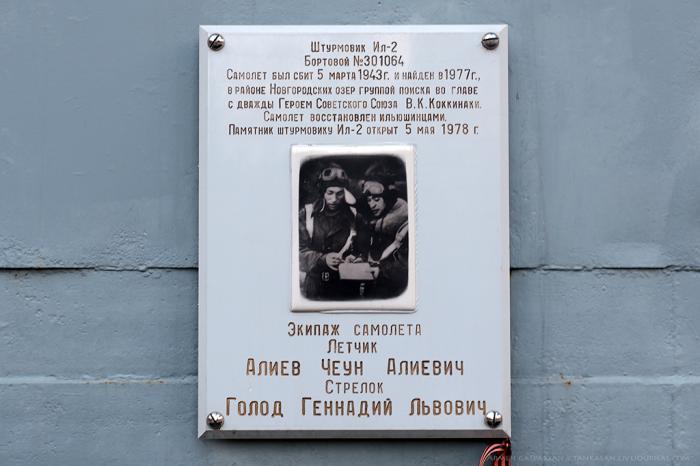 Штурмовик Ил-2
Бортовой №301064
Самолет был сбит 5 марта 1943 г. и найден в 1977 г.,
в районе Новгородских озер группой поиска во главе
с дважды Героем Советского Союза В.К.Коккинаки.
Самолет восстановлен ильюшинцами.
Памятник штурмовику Ил-2 открыт 5 мая 1978 г.
Экипаж самолета
Летчик
Алиев Чеун Алиевич
Стрелок
Голод Геннадий Львович